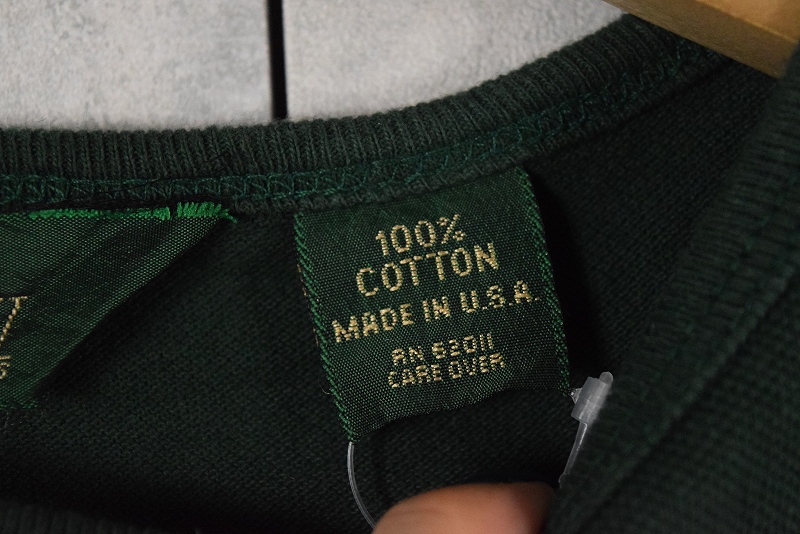 100%
COTTON
MADE IN U.S.A.
RN 62011
CARE OVER